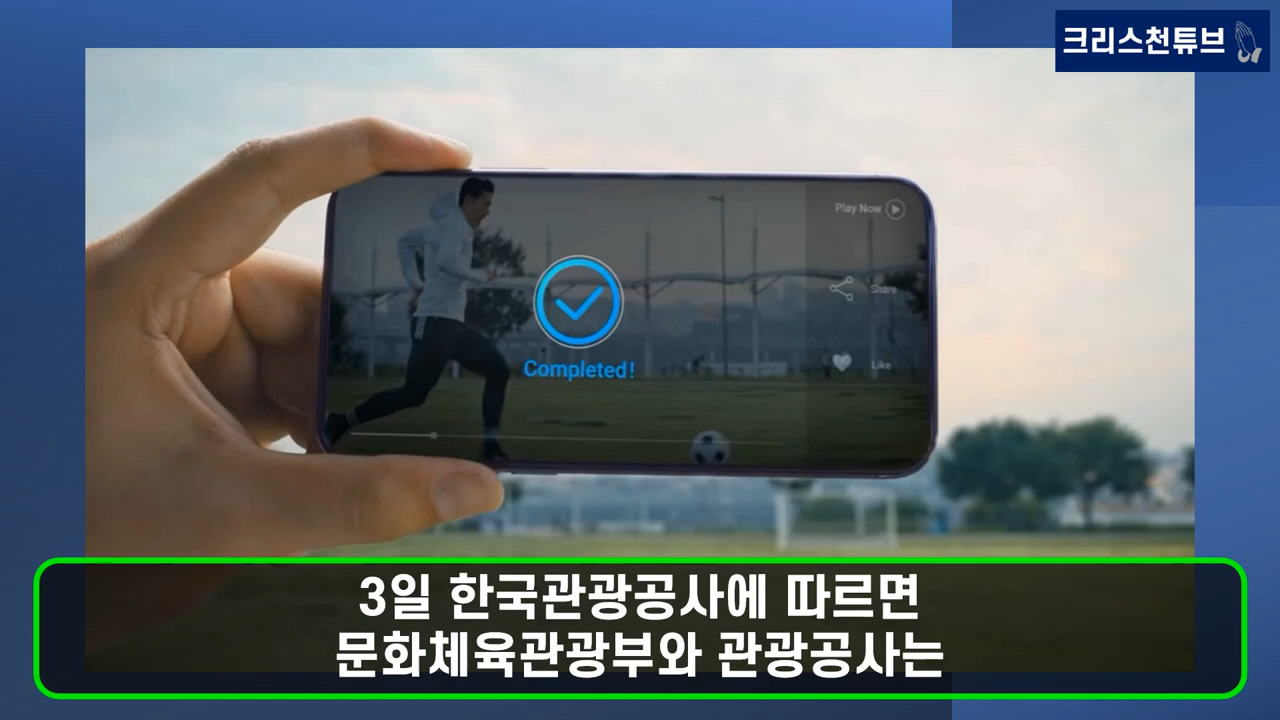 크리스천튜브
Play Now
Share
Like
Completed!
3일 한국관광공사에 따르면
문화체육관광부와 관광공사는